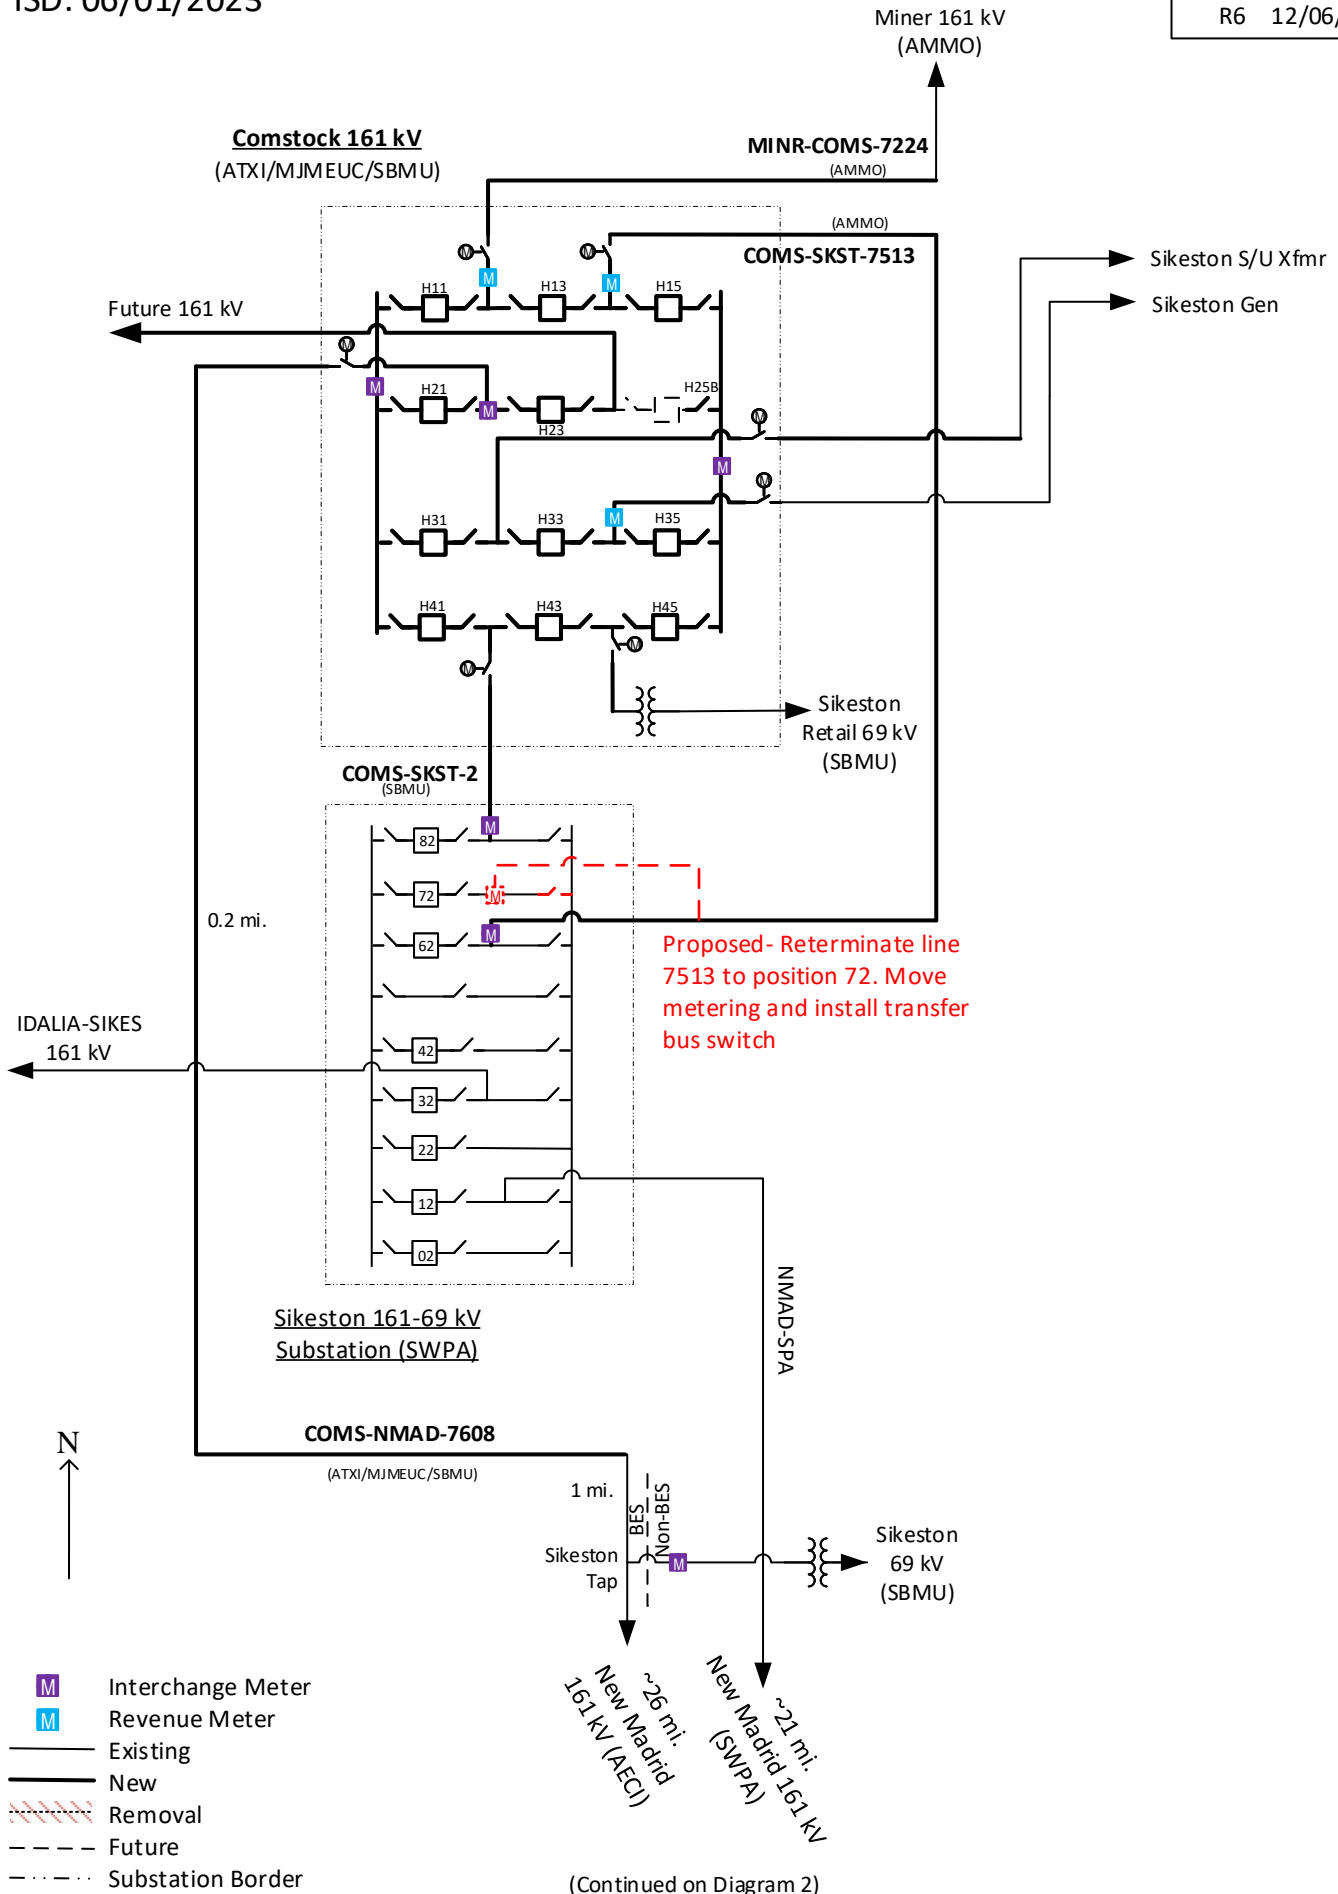 ISD: 06/01/2023
R6 12/06/
Miner 161 kV
(AMMO)
Comstock 161 kV
(ATXI/MJMEUC/SBMU)
MINR-COMS-7224
(AMMO)
(AMMO)
COMS-SKST-7513
Sikeston S/U Xfmr
Sikeston Gen
Future 161 kV
M
M
M
M
H11
H13
H15
M
M
H21
M
H23
H25B
M
M
M
M
H31
H33
M
H35
H41
H43
H45
M
M
Sikeston
Retail 69 kV
(SBMU)
COMS-SKST-2
(SBMU)
M
82
72
M
62
M
0.2 mi.
Proposed- Reterminate line
7513 to position 72. Move
metering and install transfer
bus switch
IDALIA-SIKES
161 kV
42
32
22
12
02
NMAD-SPA
Sikeston 161-69 kV
Substation (SWPA)
N
COMS-NMAD-7608
(ATXI/MJMEUC/SBMU)
1 mi.
BES
Non-BES
Sikeston
Tap
M
Sikeston
69 kV
(SBMU)
~26 mi.
New Madrid
161 kV (AECI)
~21 mi.
New Madrid 161 kV
(SWPA)
M Interchange Meter
M Revenue Meter
Existing
New
Removal
Future
Substation Border
(Continued on Diagram 2)